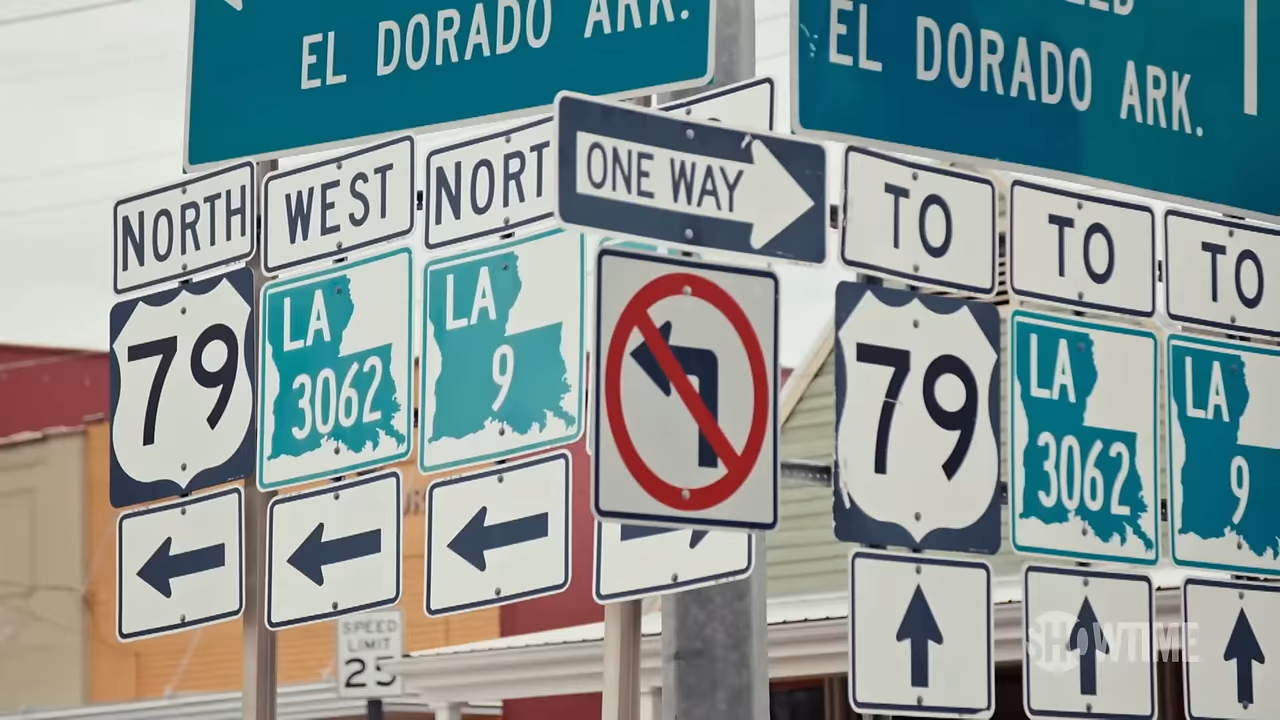 EL DORADO ARK.
EL DORADO ARK.
NORTH
WEST
NORT
ONE WAY
TO
TO
TO
79
LA
3062
LA
9
79
LA
3062
LA
9
SPEED
LIMIT
25
SHOWTIME